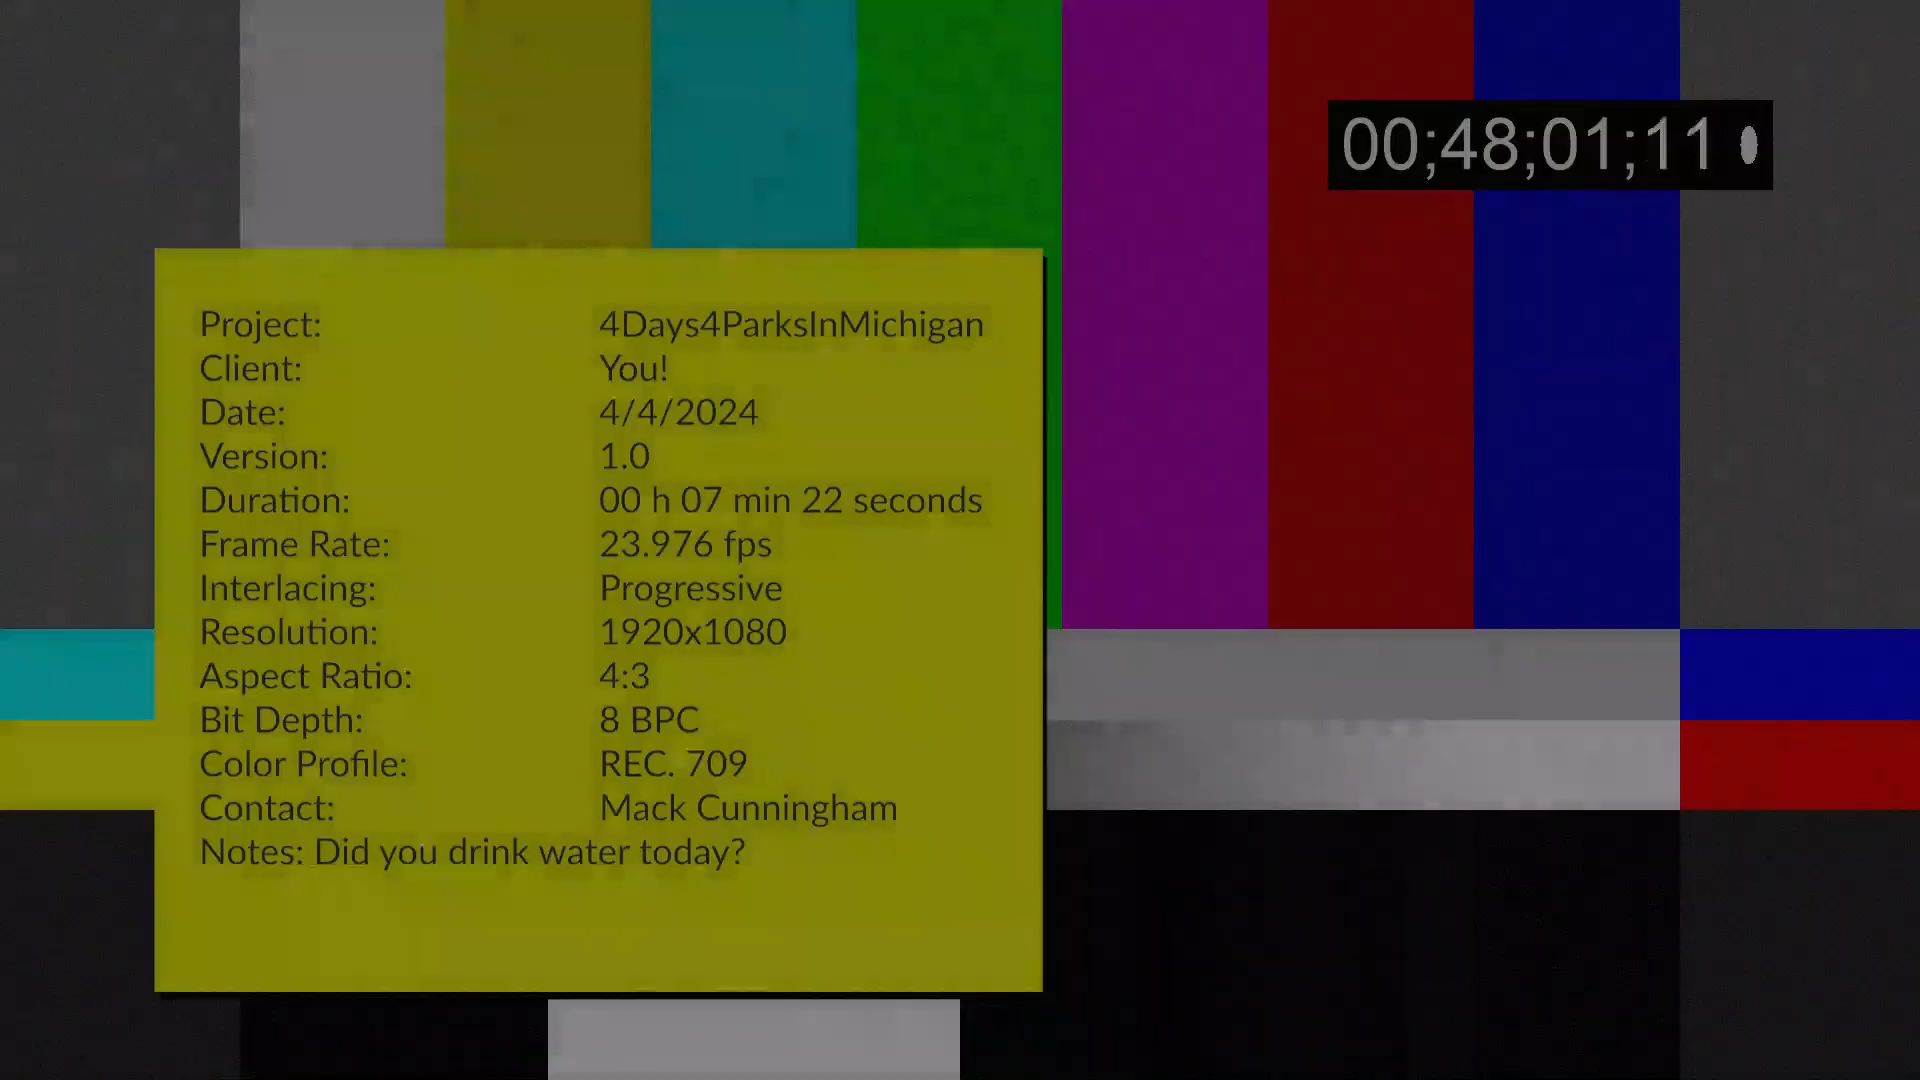 00;48;01;11
Project: 4Days4ParksInMichigan
Client: You!
Date: 4/4/2024
Version: 1.0
Duration: 00 h 07 min 22 seconds
Frame Rate: 23.976 fps
Interlacing: Progressive
Resolution: 1920x1080
Aspect Ratio: 4:3
Bit Depth: 8 BPC
Color Profile: REC. 709
Contact: Mack Cunningham
Notes: Did you drink water today?